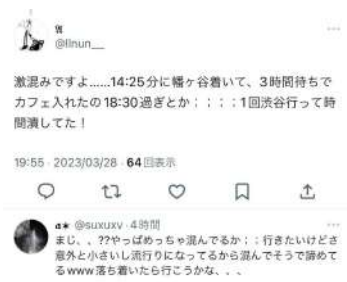 @llnun__
激混みですよ......14:25分に幡ヶ谷着いて、3時間待ちで
カフェ入れたの18:30過ぎとか；；；；1回渋谷行って時
間潰してた！
19:55 · 2023/03/28 · 64回表示
a* @suxuxv · 4時間
まじ、、??やっぱめっちゃ混んでるか；；行きたいけどさ
意外と小さいし流行りになってるから混んでそうで諦めて
るwww落ち着いたら行こうかな、、、